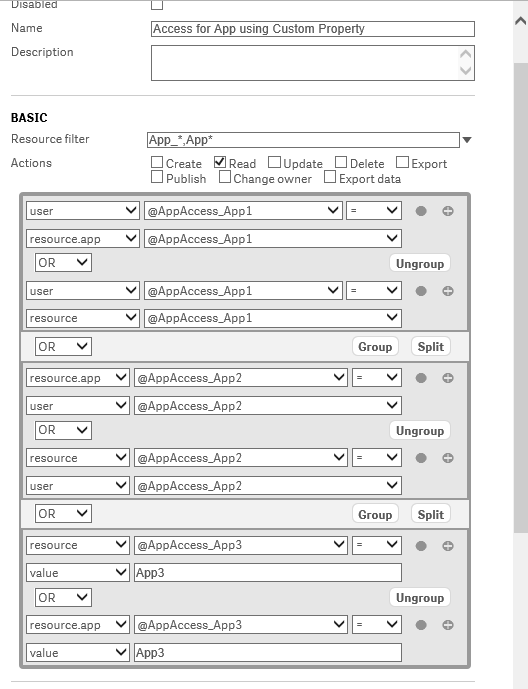 Disabled
Name Access for App using Custom Property
Description
BASIC
Resource filter App_*,App*
Actions Create Read Update Delete Export
Publish Change owner Export data
user @AppAccess_App1 =
resource.app @AppAccess_App1
OR Ungroup
user @AppAccess_App1 =
resource @AppAccess_App1
OR Group Split
resource.app @AppAccess_App2 =
user @AppAccess_App2
OR Ungroup
resource @AppAccess_App2 =
user @AppAccess_App2
OR Group Split
resource @AppAccess_App3 =
value App3
OR Ungroup
resource.app @AppAccess_App3 =
value App3